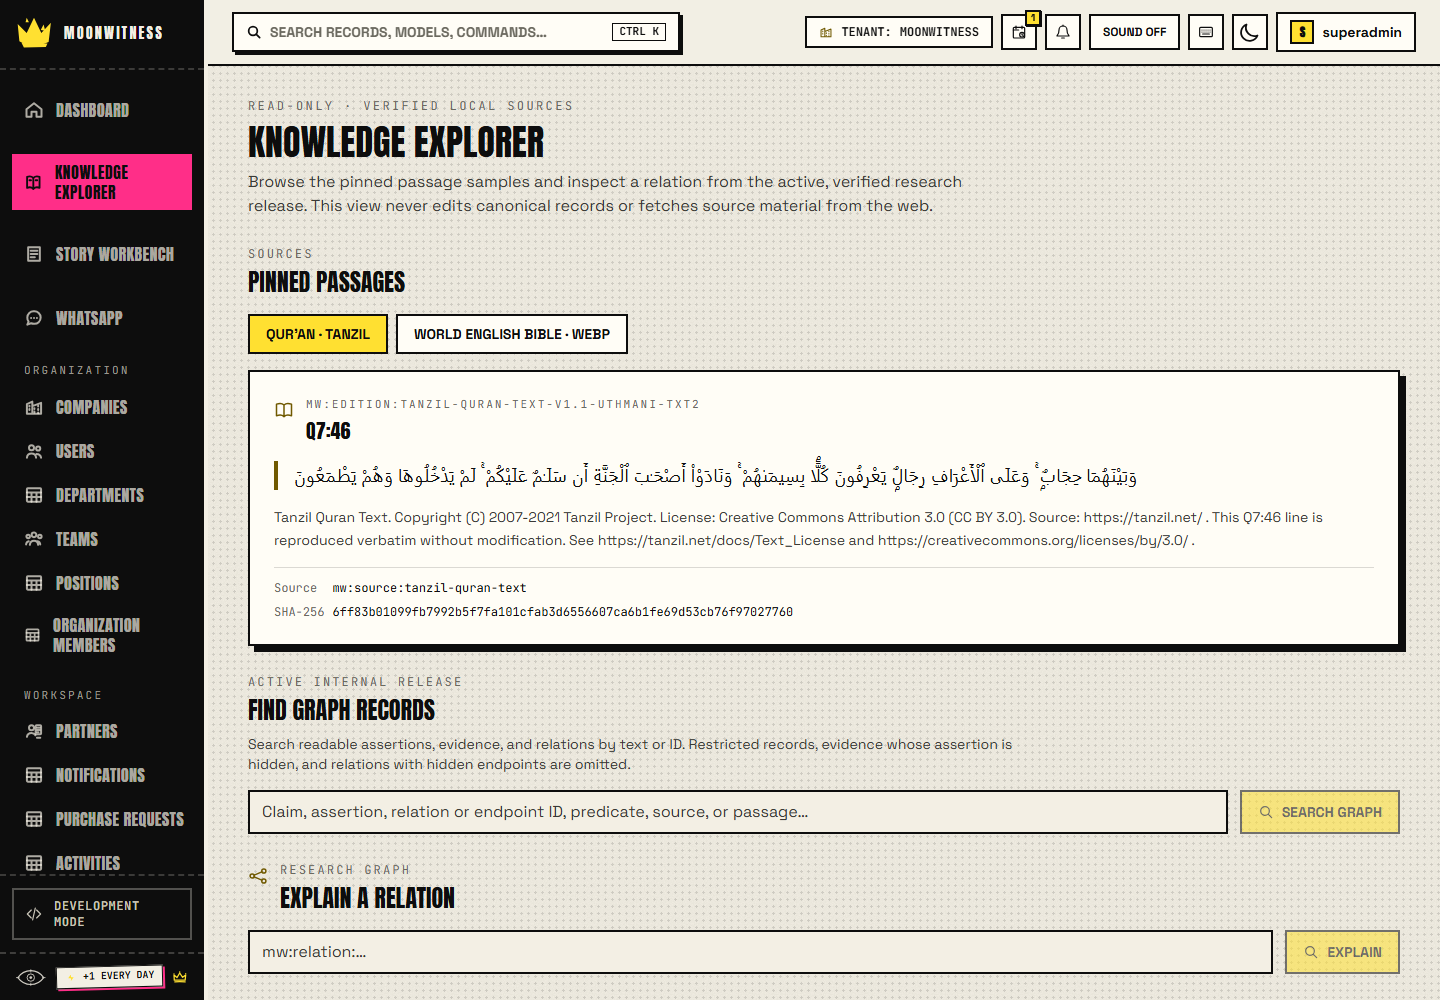 MOONWITNESS
SEARCH RECORDS, MODELS, COMMANDS...
CTRL K
TENANT: MOONWITNESS
1
SOUND OFF
$ superadmin
DASHBOARD
KNOWLEDGE
EXPLORER
STORY WORKBENCH
WHATSAPP
ORGANIZATION
COMPANIES
USERS
DEPARTMENTS
TEAMS
POSITIONS
ORGANIZATION
MEMBERS
WORKSPACE
PARTNERS
NOTIFICATIONS
PURCHASE REQUESTS
ACTIVITIES
DEVELOPMENT
MODE
+1 EVERY DAY
READ-ONLY · VERIFIED LOCAL SOURCES
KNOWLEDGE EXPLORER
Browse the pinned passage samples and inspect a relation from the active, verified research
release. This view never edits canonical records or fetches source material from the web.
SOURCES
PINNED PASSAGES
QUR'AN · TANZIL
WORLD ENGLISH BIBLE · WEBP
MW:EDITION:TANZIL-QURAN-TEXT-V1.1-UTHMANI-TXT2
Q7:46
وَبَيْنَهُمَا حِجَابٌ ۚ وَعَلَى ٱلْأَعْرَافِ رِجَالٌ يَعْرِفُونَ كُلًّۢا بِسِيمَىٰهُمْ ۚ وَنَادَوْا۟ أَصْحَـٰبَ ٱلْجَنَّةِ أَن سَلَـٰمٌ عَلَيْكُمْ ۚ لَمْ يَدْخُلُوهَا وَهُمْ يَطْمَعُونَ
Tanzil Quran Text. Copyright (C) 2007-2021 Tanzil Project. License: Creative Commons Attribution 3.0 (CC BY 3.0). Source: https://tanzil.net/ . This Q7:46 line is
reproduced verbatim without modification. See https://tanzil.net/docs/Text_License and https://creativecommons.org/licenses/by/3.0/ .
Source mw:source:tanzil-quran-text
SHA-256 6ff83b01099fb7992b5f7fa101cfab3d6556607ca6b1fe69d53cb76f97027760
ACTIVE INTERNAL RELEASE
FIND GRAPH RECORDS
Search readable assertions, evidence, and relations by text or ID. Restricted records, evidence whose assertion is
hidden, and relations with hidden endpoints are omitted.
Claim, assertion, relation or endpoint ID, predicate, source, or passage...
SEARCH GRAPH
RESEARCH GRAPH
EXPLAIN A RELATION
mw:relation:...
EXPLAIN